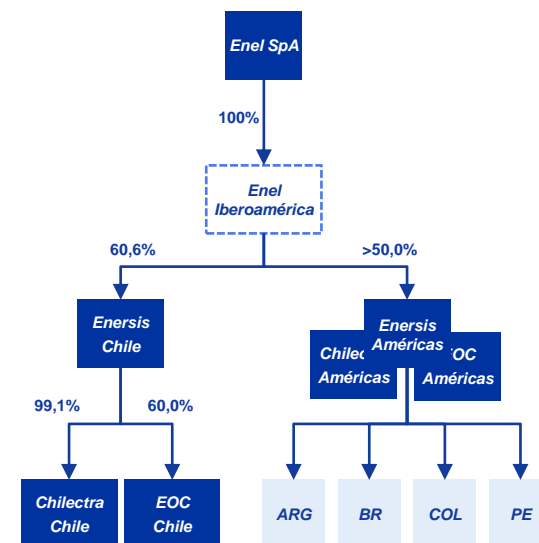 Enel SpA
100%
Enel
Iberoamérica
60,6%
>50,0%
Enersis
Chile
Enersis
Américas
Américas
Américas
99,1%
60,0%
Chilectra
Chile
EOC
Chile
ARG
BR
COL
PE